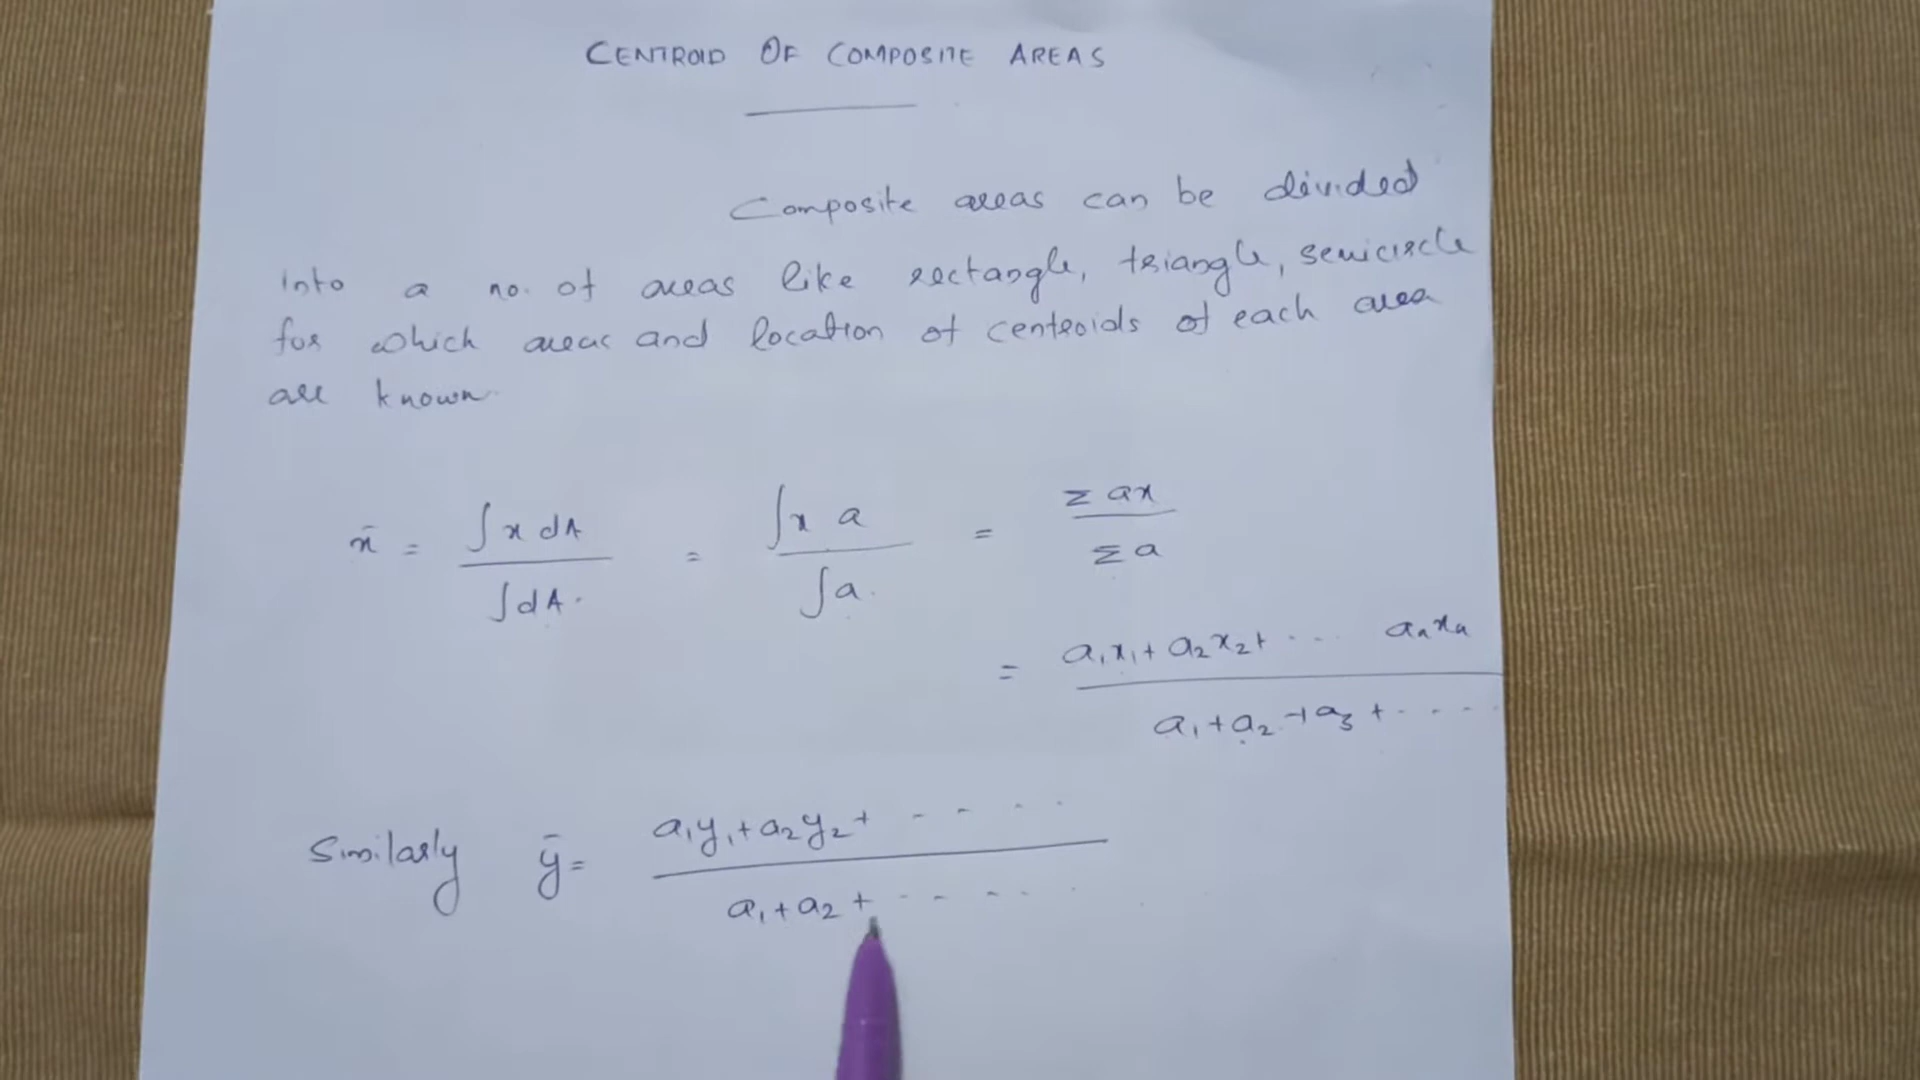 CENTROID OF COMPOSITE AREAS
Composite areas can be divided
into a no. of areas like rectangle, triangle, semicircle
for which areas and location of centroids of each area
are known.
x̄ = ∫x dA / ∫dA. = ∫x a / ∫a. = Σ ax / Σ a
= a₁x₁ + a₂x₂ + ... aₙxₙ / a₁ + a₂ + a₃ + ....
Similarly ȳ = a₁y₁ + a₂y₂ + .... / a₁ + a₂ + .....